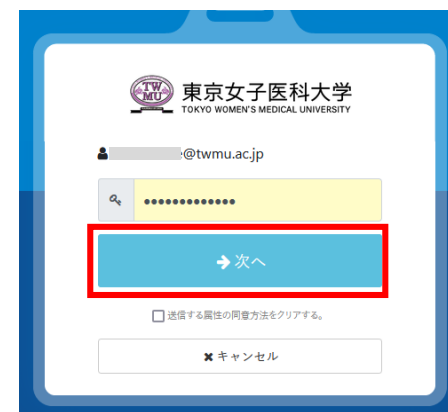 TW
MU
東京女子医科大学
TOKYO WOMEN'S MEDICAL UNIVERSITY
@twmu.ac.jp
•••••••••••••
次へ
送信する属性の同意方法をクリアする。
キャンセル